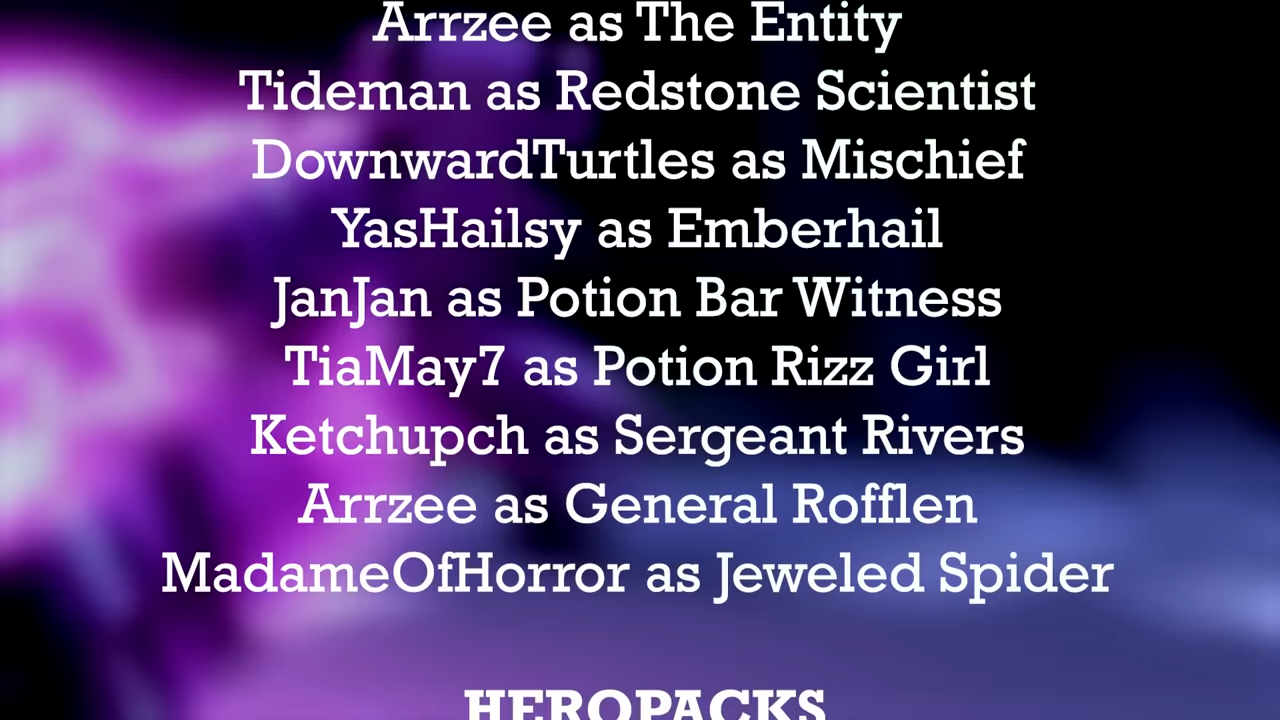 Arrzee as The Entity
Tideman as Redstone Scientist
DownwardTurtles as Mischief
YasHailsy as Emberhail
JanJan as Potion Bar Witness
TiaMay7 as Potion Rizz Girl
Ketchupch as Sergeant Rivers
Arrzee as General Rofflen
MadameOfHorror as Jeweled Spider
HEROPACKS